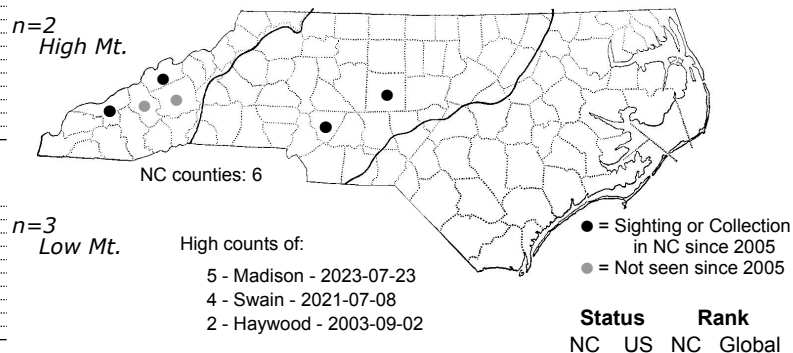 n=2
High Mt.
NC counties: 6
n=3
Low Mt.
High counts of:
5 - Madison - 2023-07-23
4 - Swain - 2021-07-08
2 - Haywood - 2003-09-02
● = Sighting or Collection
in NC since 2005
● = Not seen since 2005
Status Rank
NC US NC Global